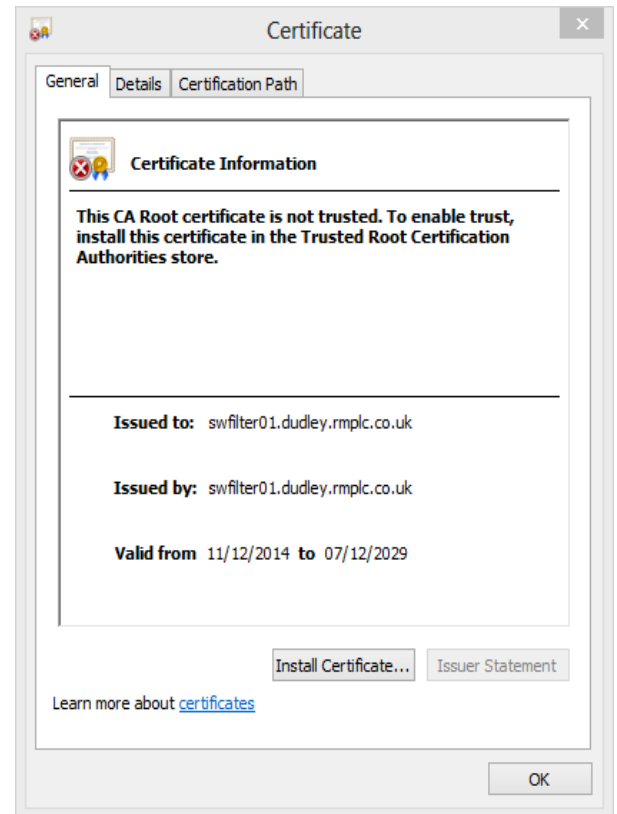 Certificate
General Details Certification Path
Certificate Information
This CA Root certificate is not trusted. To enable trust,
install this certificate in the Trusted Root Certification
Authorities store.
Issued to: swfilter01.dudley.rmplc.co.uk
Issued by: swfilter01.dudley.rmplc.co.uk
Valid from 11/12/2014 to 07/12/2029
Install Certificate... Issuer Statement
Learn more about certificates
OK